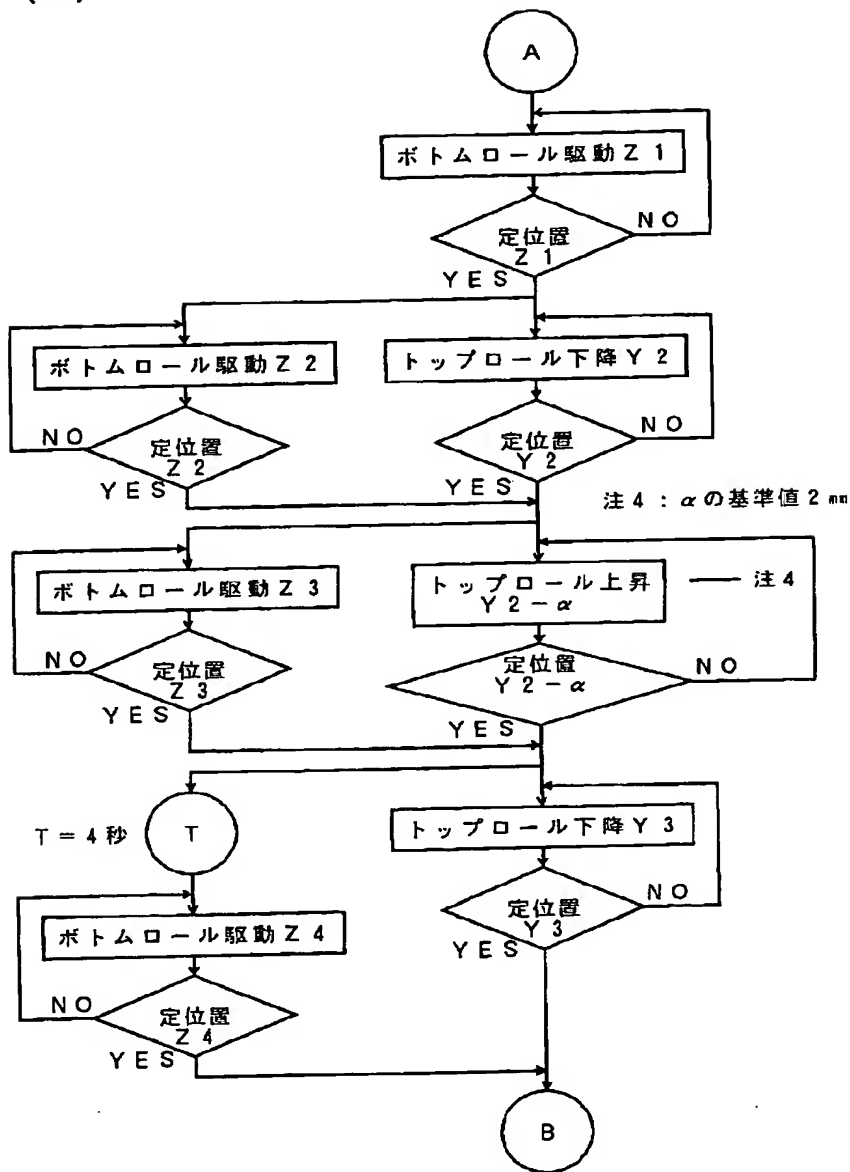 A
ボトムロール駆動Z1
定位置
Z1
NO
YES
ボトムロール駆動Z2
トップロール下降Y2
NO
定位置
Z2
YES
定位置
Y2
NO
YES
注4:αの基準値2mm
ボトムロール駆動Z3
トップロール上昇
Y2-α
注4
NO
定位置
Z3
YES
定位置
Y2-α
NO
YES
T=4秒
T
トップロール下降Y3
ボトムロール駆動Z4
定位置
Y3
NO
YES
NO
定位置
Z4
YES
B